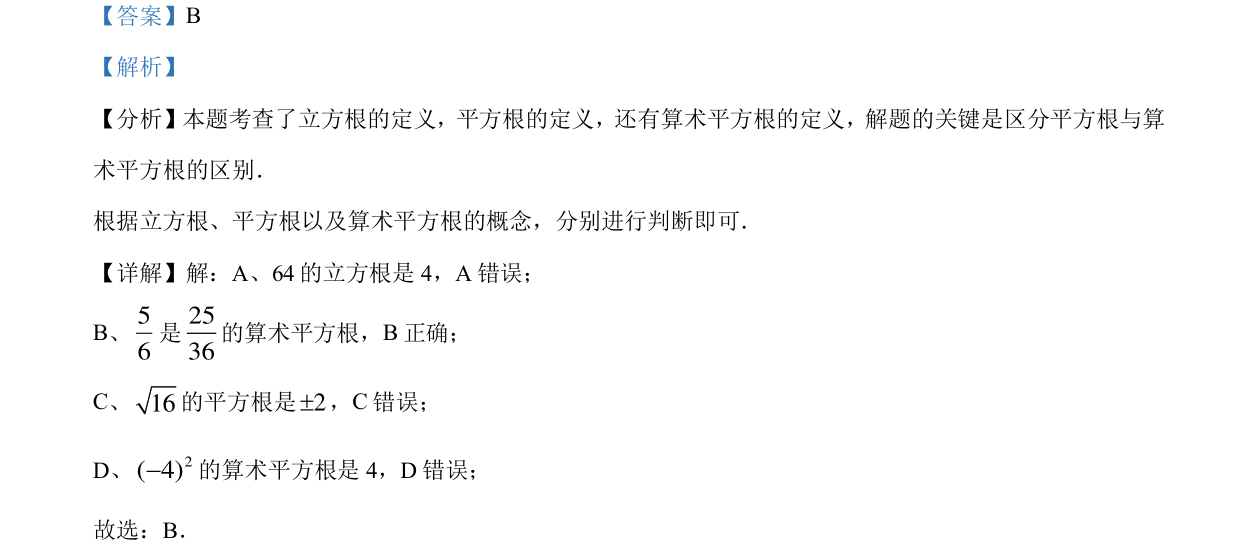 【答案】B
【解析】
【分析】本题考查了立方根的定义，平方根的定义，还有算术平方根的定义，解题的关键是区分平方根与算
术平方根的区别．
根据立方根、平方根以及算术平方根的概念，分别进行判断即可．
【详解】解：A、64 的立方根是 4，A 错误；
B、5/6 是 25/36 的算术平方根，B 正确；
C、√16 的平方根是 ±2，C 错误；
D、(−4)² 的算术平方根是 4，D 错误；
故选：B．